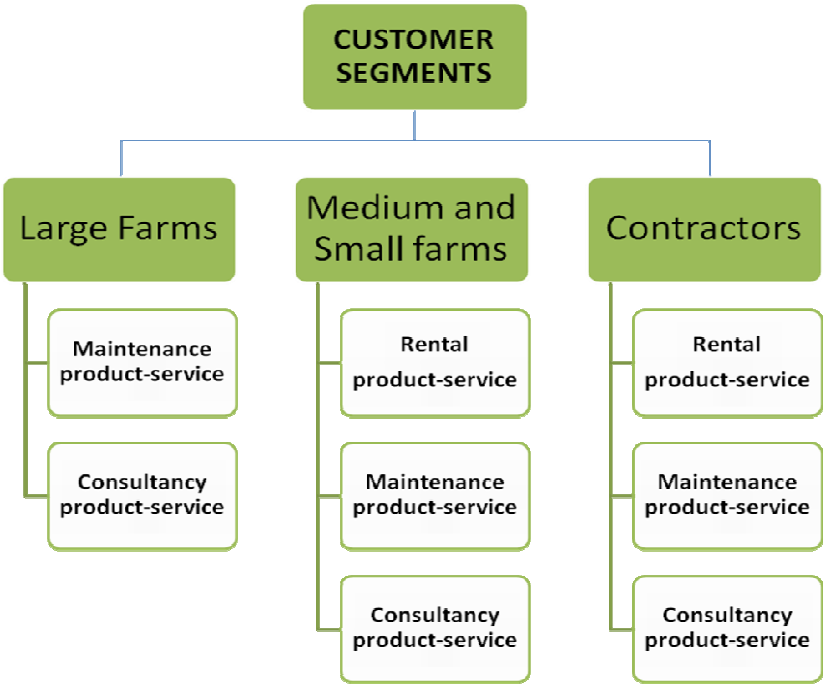 CUSTOMER
SEGMENTS
Large Farms
Maintenance
product-service
Consultancy
product-service
Medium and
Small farms
Rental
product-service
Maintenance
product-service
Consultancy
product-service
Contractors
Rental
product-service
Maintenance
product-service
Consultancy
product-service